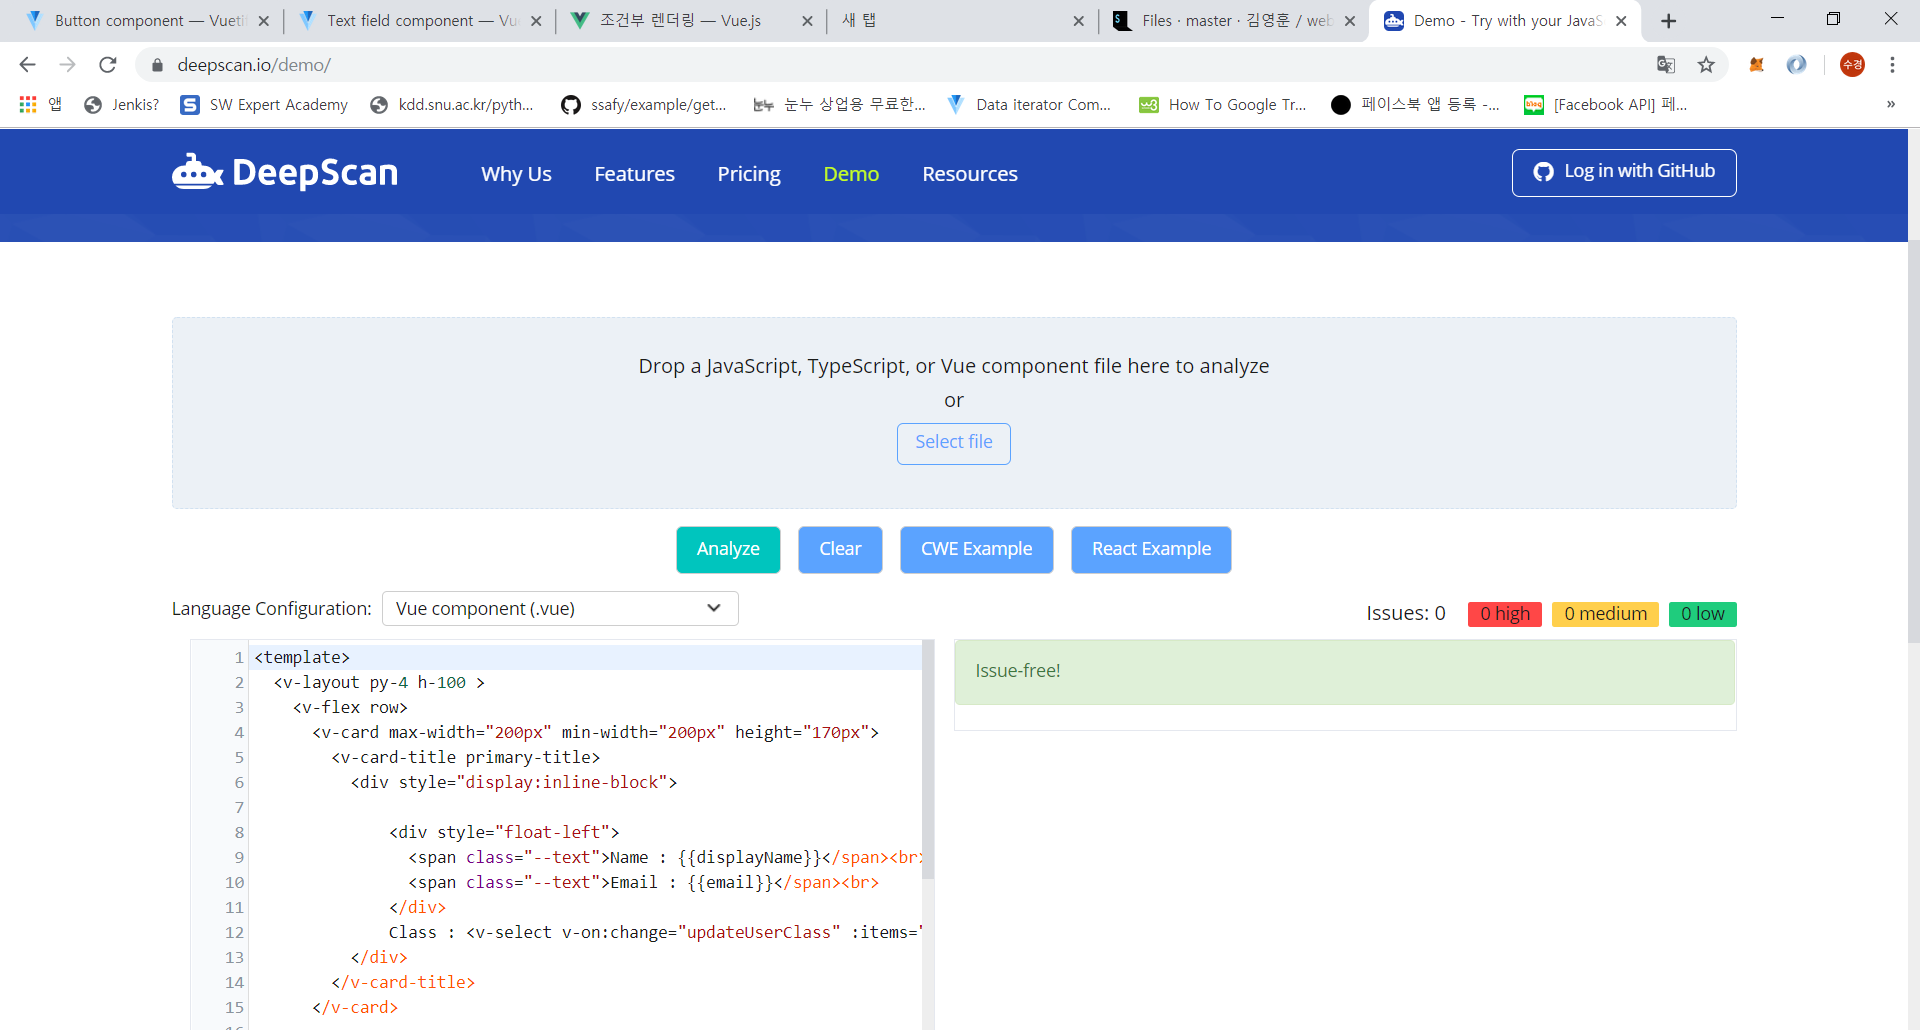 Button component — Vueti
Text field component — Vue
조건부 렌더링 — Vue.js
새 탭
Files · master · 김영훈 / web
Demo - Try with your JavaS
deepscan.io/demo/
수경
앱
Jenkis?
SW Expert Academy
kdd.snu.ac.kr/pyth...
ssafy/example/get...
눈누 상업용 무료한...
Data iterator Com...
How To Google Tr...
페이스북 앱 등록 -...
[Facebook API] 페...
»
DeepScan
Why Us
Features
Pricing
Demo
Resources
Log in with GitHub
Drop a JavaScript, TypeScript, or Vue component file here to analyze
or
Select file
Analyze
Clear
CWE Example
React Example
Language Configuration:
Vue component (.vue)
Issues: 0
0 high
0 medium
0 low
1 <template>
2 <v-layout py-4 h-100 >
3 <v-flex row>
4 <v-card max-width="200px" min-width="200px" height="170px">
5 <v-card-title primary-title>
6 <div style="display:inline-block">
7
8 <div style="float-left">
9 <span class="--text">Name : {{displayName}}</span><br>
10 <span class="--text">Email : {{email}}</span><br>
11 </div>
12 Class : <v-select v-on:change="updateUserClass" :items="
13 </div>
14 </v-card-title>
15 </v-card>
Issue-free!